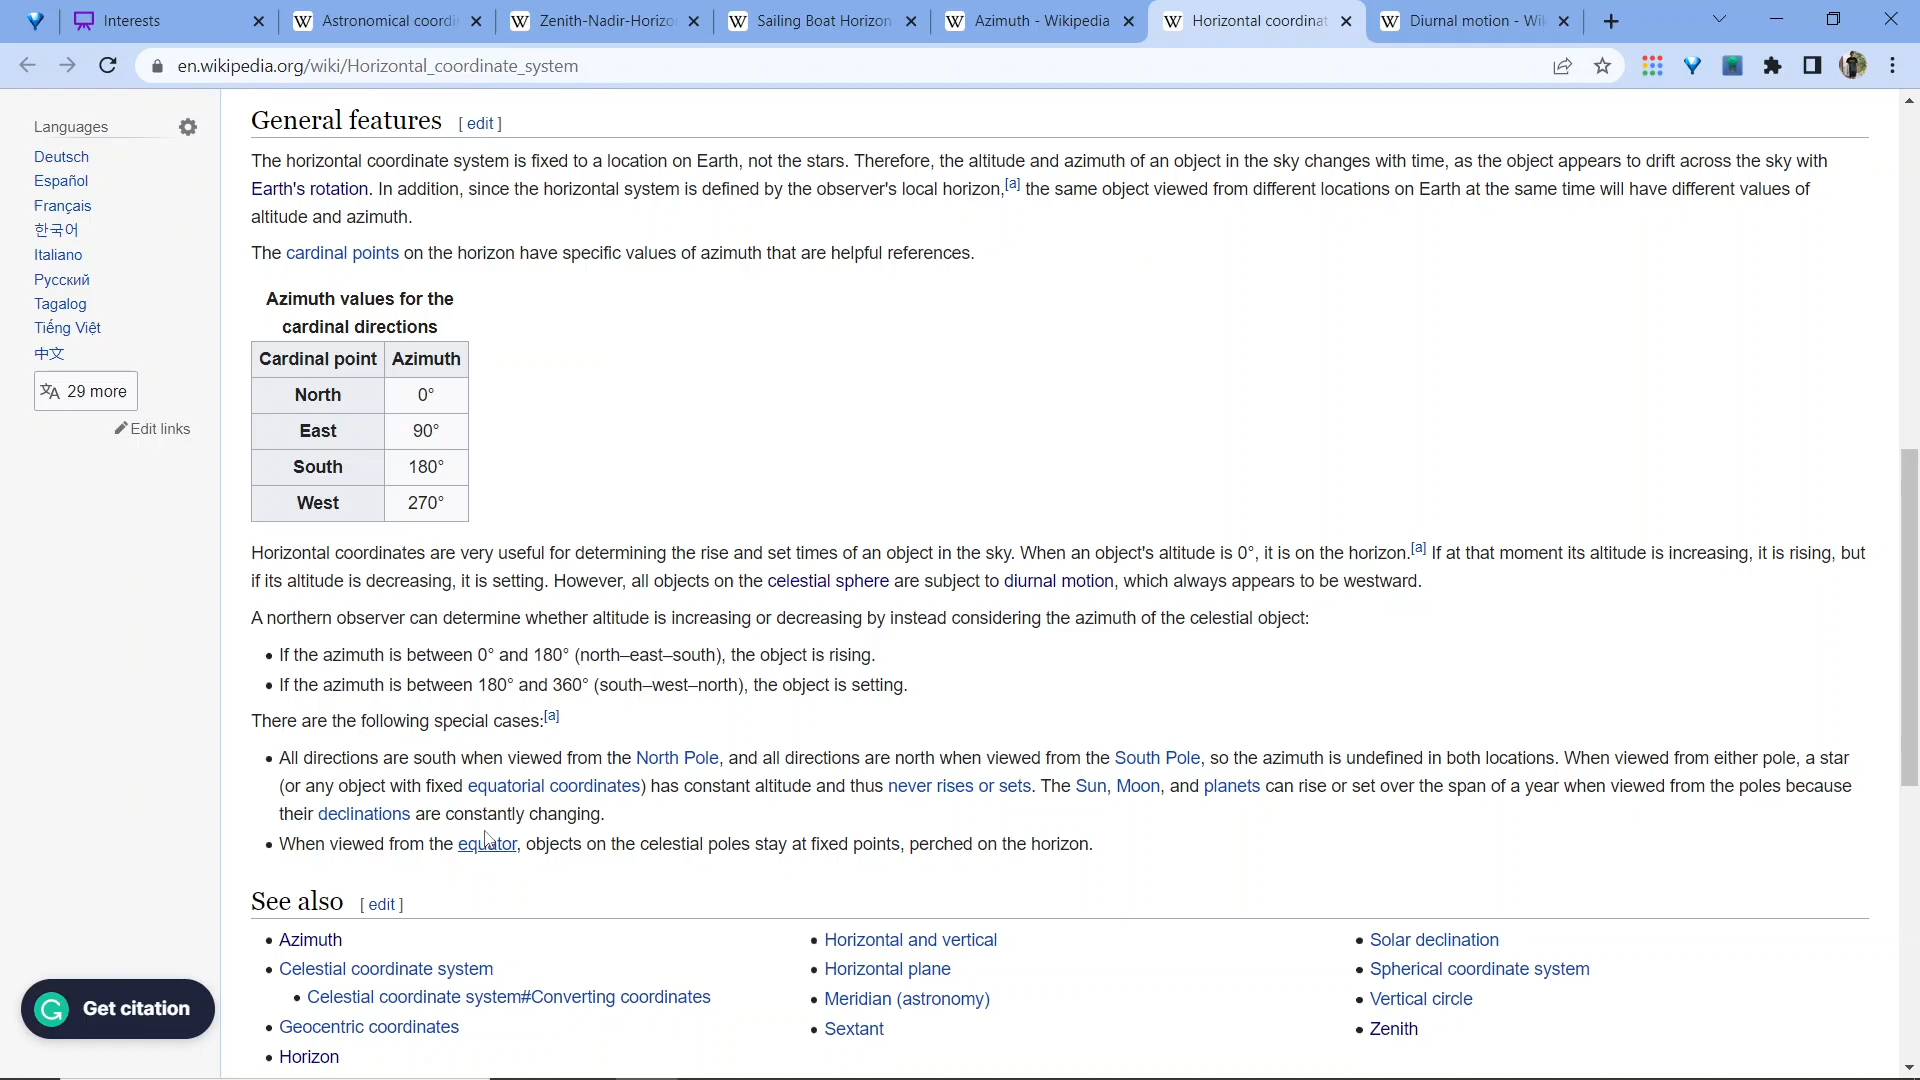 Interests
Astronomical coordi
Zenith-Nadir-Horizo
Sailing Boat Horizon
Azimuth - Wikipedia
Horizontal coordinat
Diurnal motion - Wik
en.wikipedia.org/wiki/Horizontal_coordinate_system
Languages
Deutsch
Español
Français
한국어
Italiano
Русский
Tagalog
Tiếng Việt
中文
29 more
Edit links
Get citation
General features [ edit ]
The horizontal coordinate system is fixed to a location on Earth, not the stars. Therefore, the altitude and azimuth of an object in the sky changes with time, as the object appears to drift across the sky with
Earth's rotation. In addition, since the horizontal system is defined by the observer's local horizon,[a] the same object viewed from different locations on Earth at the same time will have different values of
altitude and azimuth.
The cardinal points on the horizon have specific values of azimuth that are helpful references.
Azimuth values for the
cardinal directions
Cardinal point Azimuth
North 0°
East 90°
South 180°
West 270°
Horizontal coordinates are very useful for determining the rise and set times of an object in the sky. When an object's altitude is 0°, it is on the horizon.[a] If at that moment its altitude is increasing, it is rising, but
if its altitude is decreasing, it is setting. However, all objects on the celestial sphere are subject to diurnal motion, which always appears to be westward.
A northern observer can determine whether altitude is increasing or decreasing by instead considering the azimuth of the celestial object:
• If the azimuth is between 0° and 180° (north–east–south), the object is rising.
• If the azimuth is between 180° and 360° (south–west–north), the object is setting.
There are the following special cases:[a]
• All directions are south when viewed from the North Pole, and all directions are north when viewed from the South Pole, so the azimuth is undefined in both locations. When viewed from either pole, a star
(or any object with fixed equatorial coordinates) has constant altitude and thus never rises or sets. The Sun, Moon, and planets can rise or set over the span of a year when viewed from the poles because
their declinations are constantly changing.
• When viewed from the equator, objects on the celestial poles stay at fixed points, perched on the horizon.
See also [ edit ]
• Azimuth
• Celestial coordinate system
• Celestial coordinate system#Converting coordinates
• Geocentric coordinates
• Horizon
• Horizontal and vertical
• Horizontal plane
• Meridian (astronomy)
• Sextant
• Solar declination
• Spherical coordinate system
• Vertical circle
• Zenith